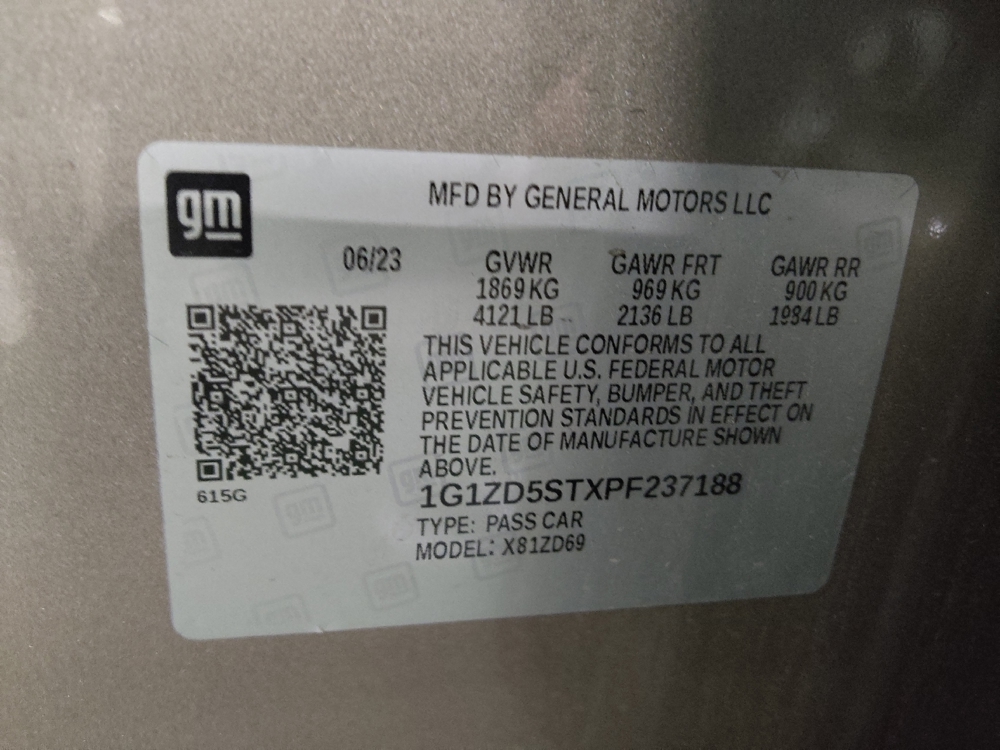 gm
MFD BY GENERAL MOTORS LLC
06/23 GVWR GAWR FRT GAWR RR
1869 KG 969 KG 900 KG
4121 LB 2136 LB 1984 LB
THIS VEHICLE CONFORMS TO ALL
APPLICABLE U.S. FEDERAL MOTOR
VEHICLE SAFETY, BUMPER, AND THEFT
PREVENTION STANDARDS IN EFFECT ON
THE DATE OF MANUFACTURE SHOWN
ABOVE.
615G
1G1ZD5STXPF237188
TYPE: PASS CAR
MODEL: X81ZD69